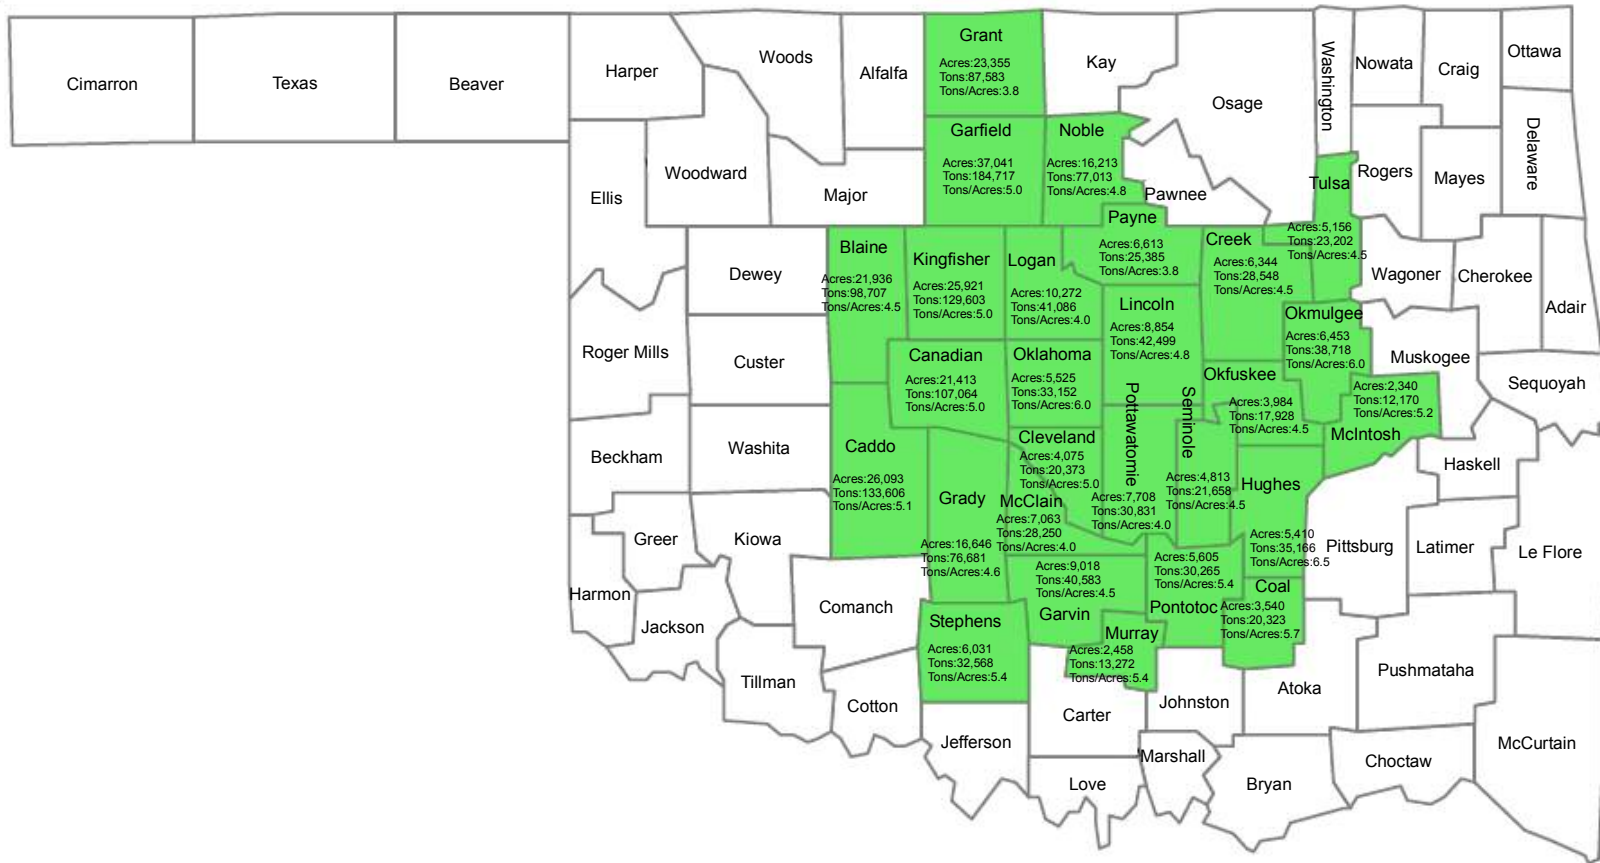 Cimarron
Texas
Beaver
Harper
Woods
Alfalfa
Grant
Acres:23,355
Tons:87,583
Tons/Acres:3.8
Kay
Osage
Washington
Nowata
Craig
Ottawa
Delaware
Ellis
Woodward
Major
Garfield
Acres:37,041
Tons:184,717
Tons/Acres:5.0
Noble
Acres:16,213
Tons:77,013
Tons/Acres:4.8
Pawnee
Tulsa
Acres:5,156
Tons:23,202
Tons/Acres:4.5
Rogers
Mayes
Dewey
Blaine
Acres:21,936
Tons:98,707
Tons/Acres:4.5
Kingfisher
Acres:25,921
Tons:129,603
Tons/Acres:5.0
Logan
Acres:10,272
Tons:41,086
Tons/Acres:4.0
Payne
Acres:6,613
Tons:25,385
Tons/Acres:3.8
Creek
Acres:6,344
Tons:28,548
Tons/Acres:4.5
Wagoner
Cherokee
Adair
Roger Mills
Custer
Canadian
Acres:21,413
Tons:107,064
Tons/Acres:5.0
Oklahoma
Acres:5,525
Tons:33,152
Tons/Acres:6.0
Lincoln
Acres:8,854
Tons:42,499
Tons/Acres:4.8
Okmulgee
Acres:6,453
Tons:38,718
Tons/Acres:6.0
Muskogee
Sequoyah
Okfuskee
Acres:3,984
Tons:17,928
Tons/Acres:4.5
Acres:2,340
Tons:12,170
Tons/Acres:5.2
McIntosh
Beckham
Washita
Caddo
Acres:26,093
Tons:133,606
Tons/Acres:5.1
Grady
Acres:16,646
Tons:76,681
Tons/Acres:4.6
Cleveland
Acres:4,075
Tons:20,373
Tons/Acres:5.0
McClain
Acres:7,063
Tons:28,250
Tons/Acres:4.0
Pottawatomie
Acres:7,708
Tons:30,831
Tons/Acres:4.0
Seminole
Acres:4,813
Tons:21,658
Tons/Acres:4.5
Hughes
Acres:5,410
Tons:35,166
Tons/Acres:6.5
Haskell
Pittsburg
Latimer
Le Flore
Greer
Kiowa
Harmon
Jackson
Comanch
Tillman
Cotton
Stephens
Acres:6,031
Tons:32,568
Tons/Acres:5.4
Acres:9,018
Tons:40,583
Tons/Acres:4.5
Garvin
Acres:5,605
Tons:30,265
Tons/Acres:5.4
Pontotoc
Coal
Acres:3,540
Tons:20,323
Tons/Acres:5.7
Murray
Acres:2,458
Tons:13,272
Tons/Acres:5.4
Jefferson
Carter
Johnston
Atoka
Pushmataha
McCurtain
Love
Marshall
Bryan
Choctaw